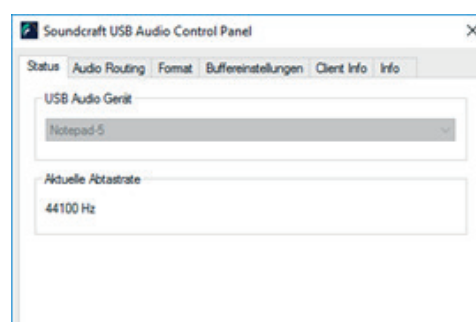 Soundcraft USB Audio Control Panel
Status Audio Routing Format Buffereinstellungen Client Info Info
USB Audio Gerät
Notepad-5
Aktuelle Abtastrate
44100 Hz